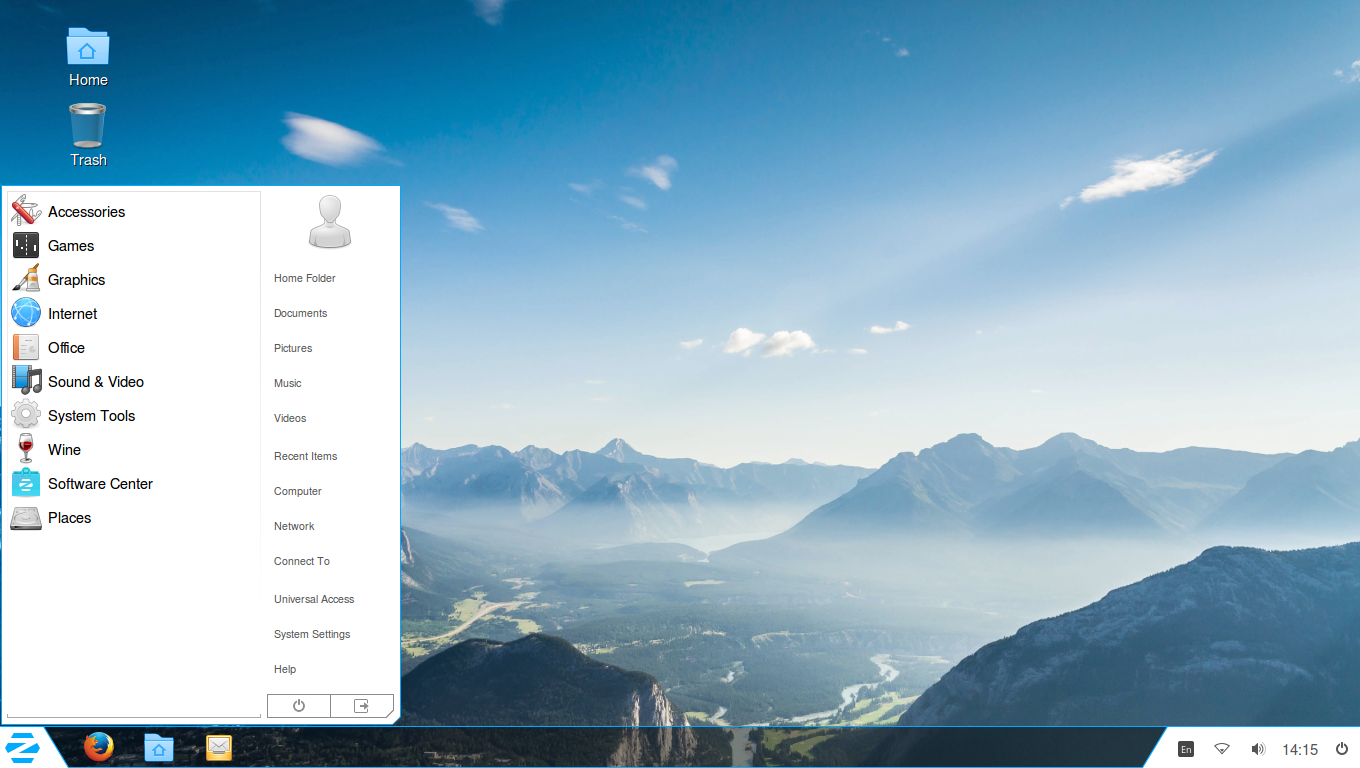 Home
Trash
Accessories
Games
Graphics
Internet
Office
Sound & Video
System Tools
Wine
Software Center
Places
Home Folder
Documents
Pictures
Music
Videos
Recent Items
Computer
Network
Connect To
Universal Access
System Settings
Help
En
14:15